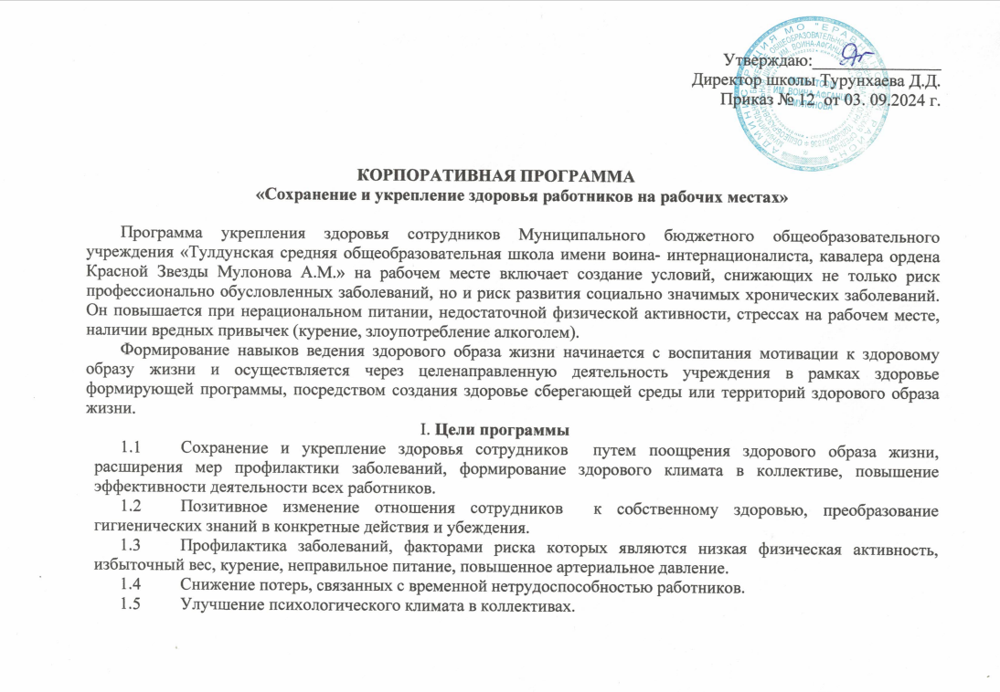 Утверждаю:
Директор школы Турунхаева Д.Д.
Приказ № 12 от 03. 09.2024 г.
КОРПОРАТИВНАЯ ПРОГРАММА
«Сохранение и укрепление здоровья работников на рабочих местах»
Программа укрепления здоровья сотрудников Муниципального бюджетного общеобразовательного
учреждения «Тулдунская средняя общеобразовательная школа имени воина- интернационалиста, кавалера ордена
Красной Звезды Мулонова А.М.» на рабочем месте включает создание условий, снижающих не только риск
профессионально обусловленных заболеваний, но и риск развития социально значимых хронических заболеваний.
Он повышается при нерациональном питании, недостаточной физической активности, стрессах на рабочем месте,
наличии вредных привычек (курение, злоупотребление алкоголем).
Формирование навыков ведения здорового образа жизни начинается с воспитания мотивации к здоровому
образу жизни и осуществляется через целенаправленную деятельность учреждения в рамках здоровье
формирующей программы, посредством создания здоровье сберегающей среды или территорий здорового образа
жизни.
I. Цели программы
1.1 Сохранение и укрепление здоровья сотрудников путем поощрения здорового образа жизни,
расширения мер профилактики заболеваний, формирование здорового климата в коллективе, повышение
эффективности деятельности всех работников.
1.2 Позитивное изменение отношения сотрудников к собственному здоровью, преобразование
гигиенических знаний в конкретные действия и убеждения.
1.3 Профилактика заболеваний, факторами риска которых являются низкая физическая активность,
избыточный вес, курение, неправильное питание, повышенное артериальное давление.
1.4 Снижение потерь, связанных с временной нетрудоспособностью работников.
1.5 Улучшение психологического климата в коллективах.